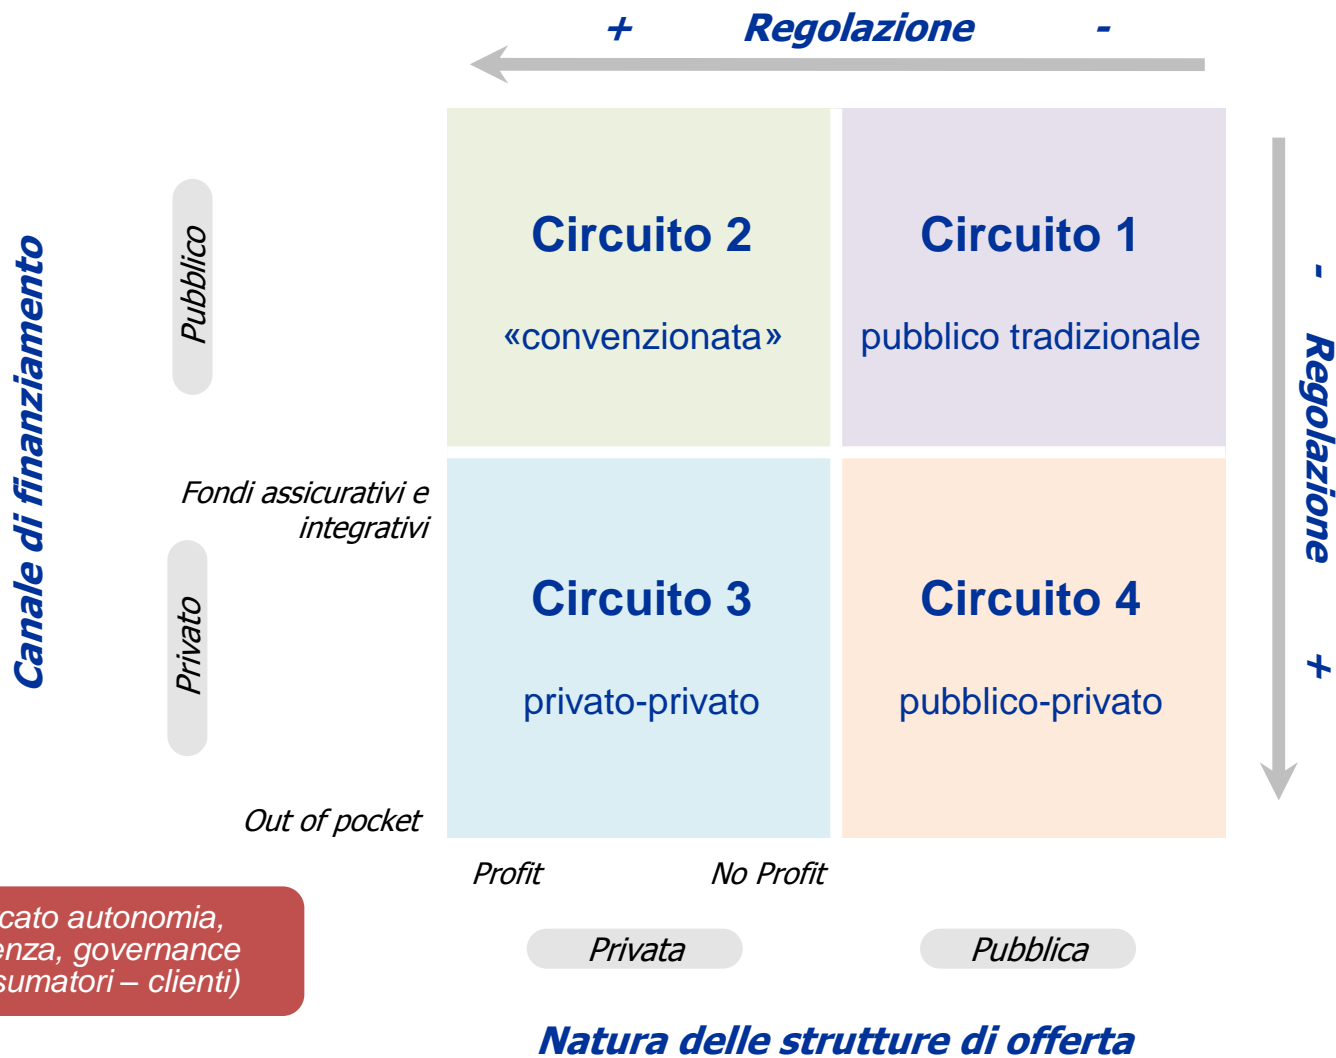 + Regolazione -
Canale di finanziamento
Pubblico
Circuito 2
«convenzionata»
Circuito 1
pubblico tradizionale
- Regolazione +
Fondi assicurativi e
integrativi
Privato
Circuito 3
privato-privato
Circuito 4
pubblico-privato
Out of pocket
Profit No Profit
cato autonomia,
enza, governance
sumatori – clienti)
Privata Pubblica
Natura delle strutture di offerta